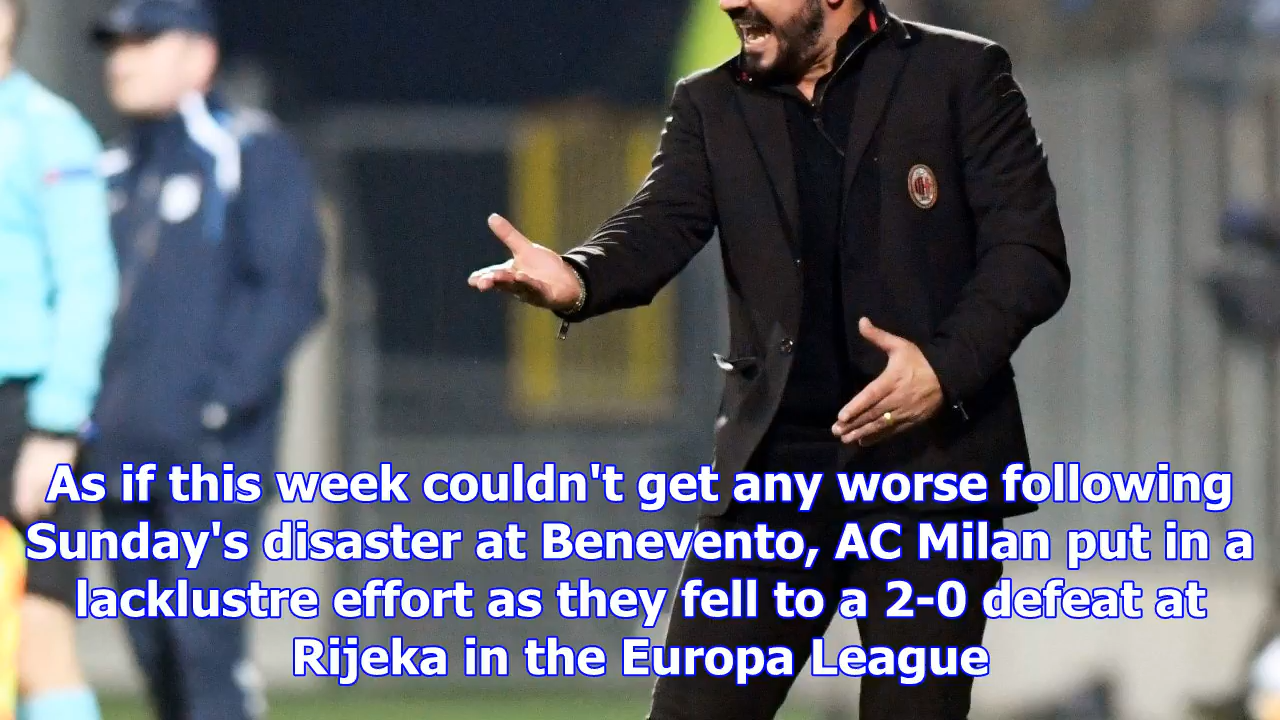 As if this week couldn't get any worse following
Sunday's disaster at Benevento, AC Milan put in a
lacklustre effort as they fell to a 2-0 defeat at
Rijeka in the Europa League